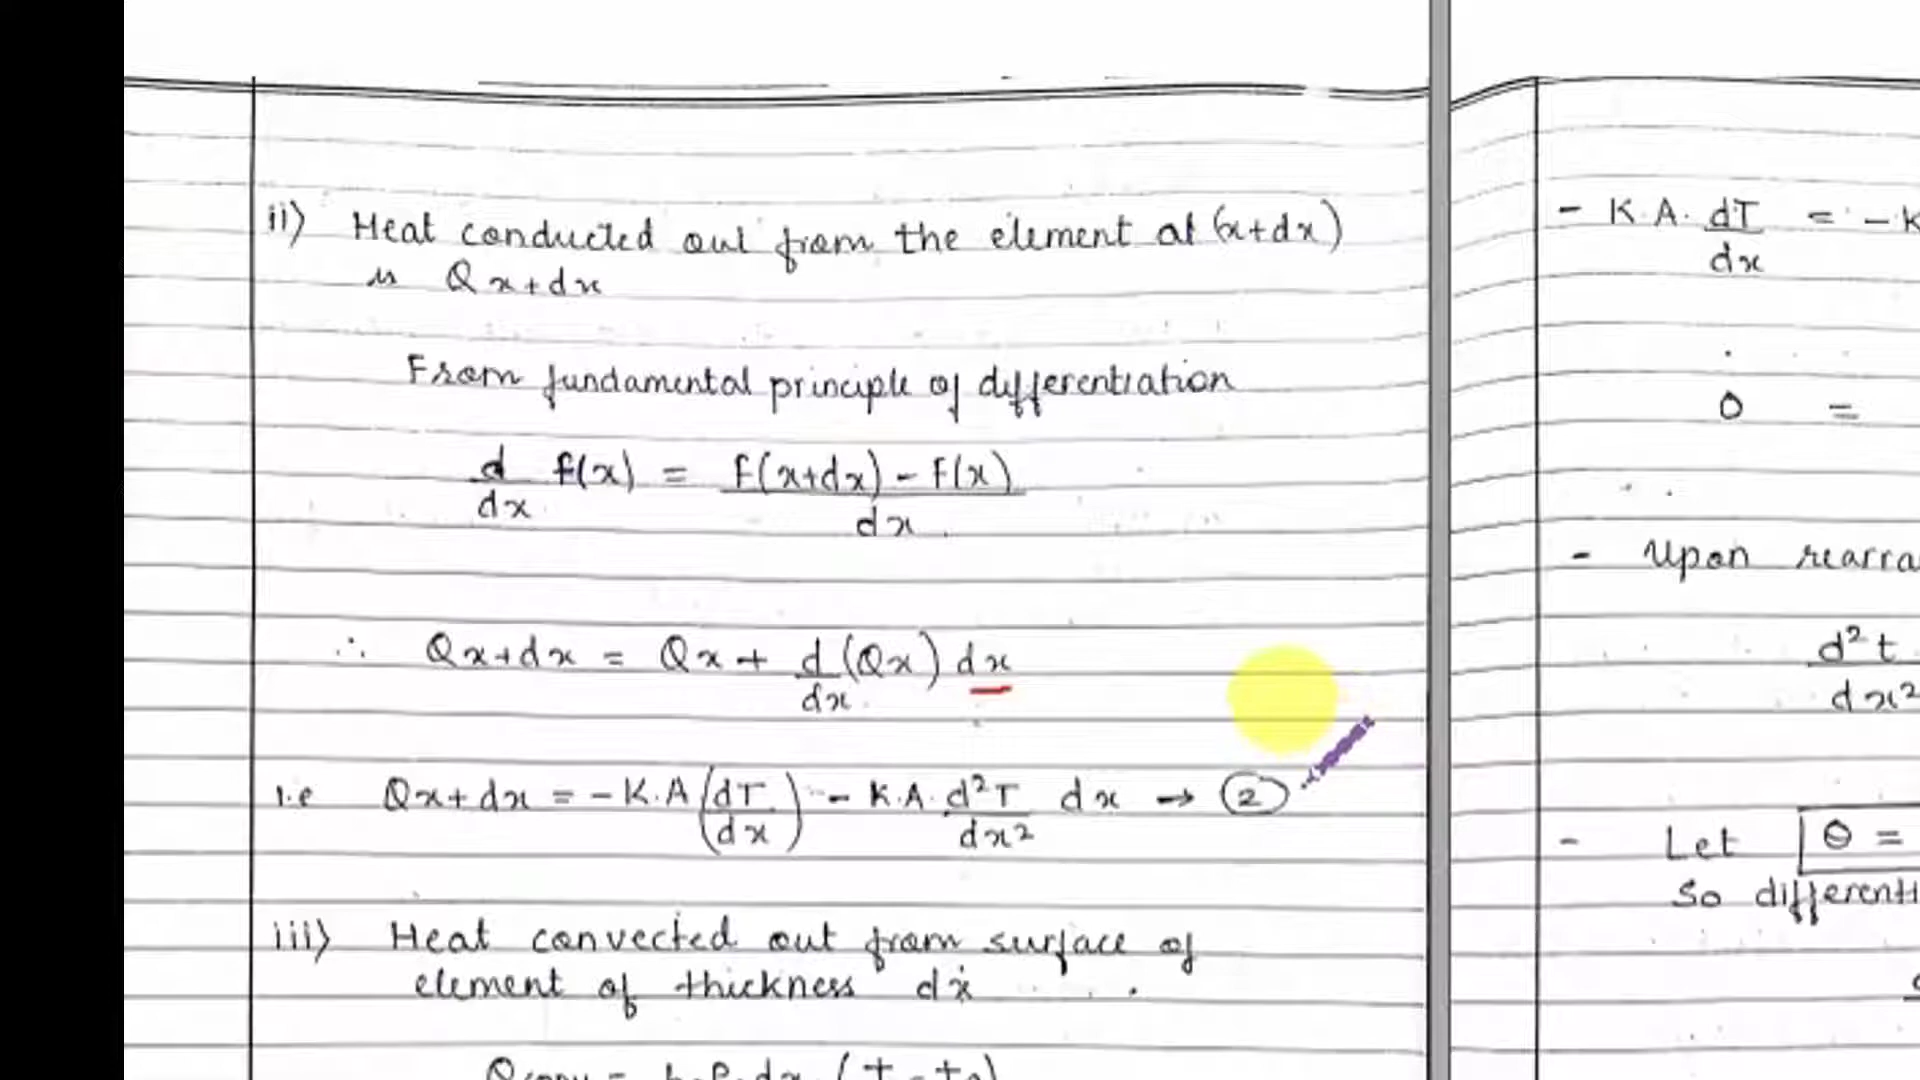 ii) Heat conducted out from the element at (x+dx)
is Qx+dx
From fundamental principle of differentiation
d/dx f(x) = F(x+dx) - F(x) / dx
∴ Qx+dx = Qx + d/dx (Qx) dx
i.e Qx+dx = - K.A (dT/dx) - K.A. d²T/dx² dx → (2)
iii) Heat convected out from surface of
element of thickness dx
Qconv = h.P.dx.(t
- K.A. dT/dx = - K
0 =
- Upon rearra
d²t
dx²
- Let θ =
So differenti